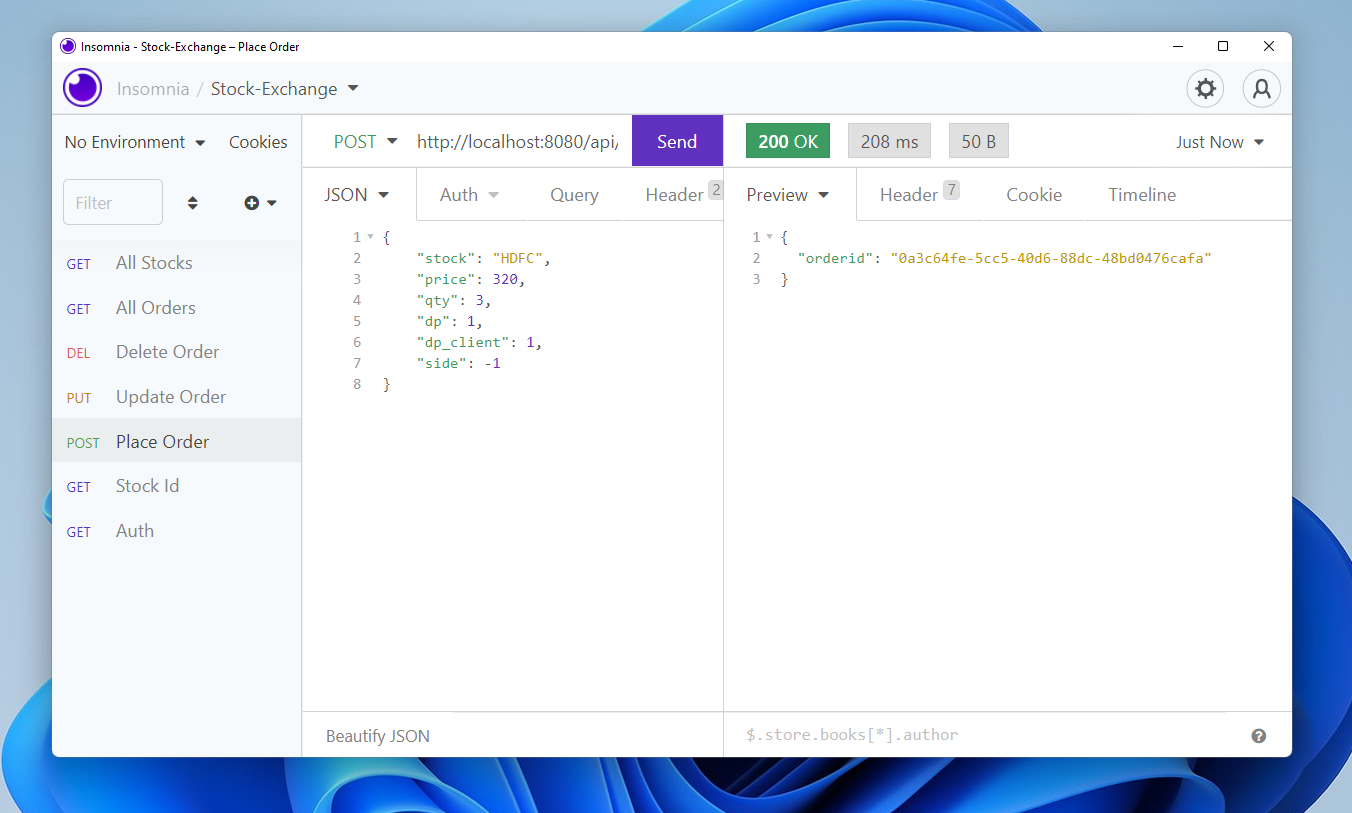 Insomnia - Stock-Exchange – Place Order
Insomnia / Stock-Exchange
No Environment Cookies
Filter
GET All Stocks
GET All Orders
DEL Delete Order
PUT Update Order
POST Place Order
GET Stock Id
GET Auth
POST http://localhost:8080/api/ Send
JSON Auth Query Header 2
1 {
2 "stock": "HDFC",
3 "price": 320,
4 "qty": 3,
5 "dp": 1,
6 "dp_client": 1,
7 "side": -1
8 }
Beautify JSON
200 OK 208 ms 50 B Just Now
Preview Header 7 Cookie Timeline
1 {
2 "orderid": "0a3c64fe-5cc5-40d6-88dc-48bd0476cafa"
3 }
$.store.books[*].author